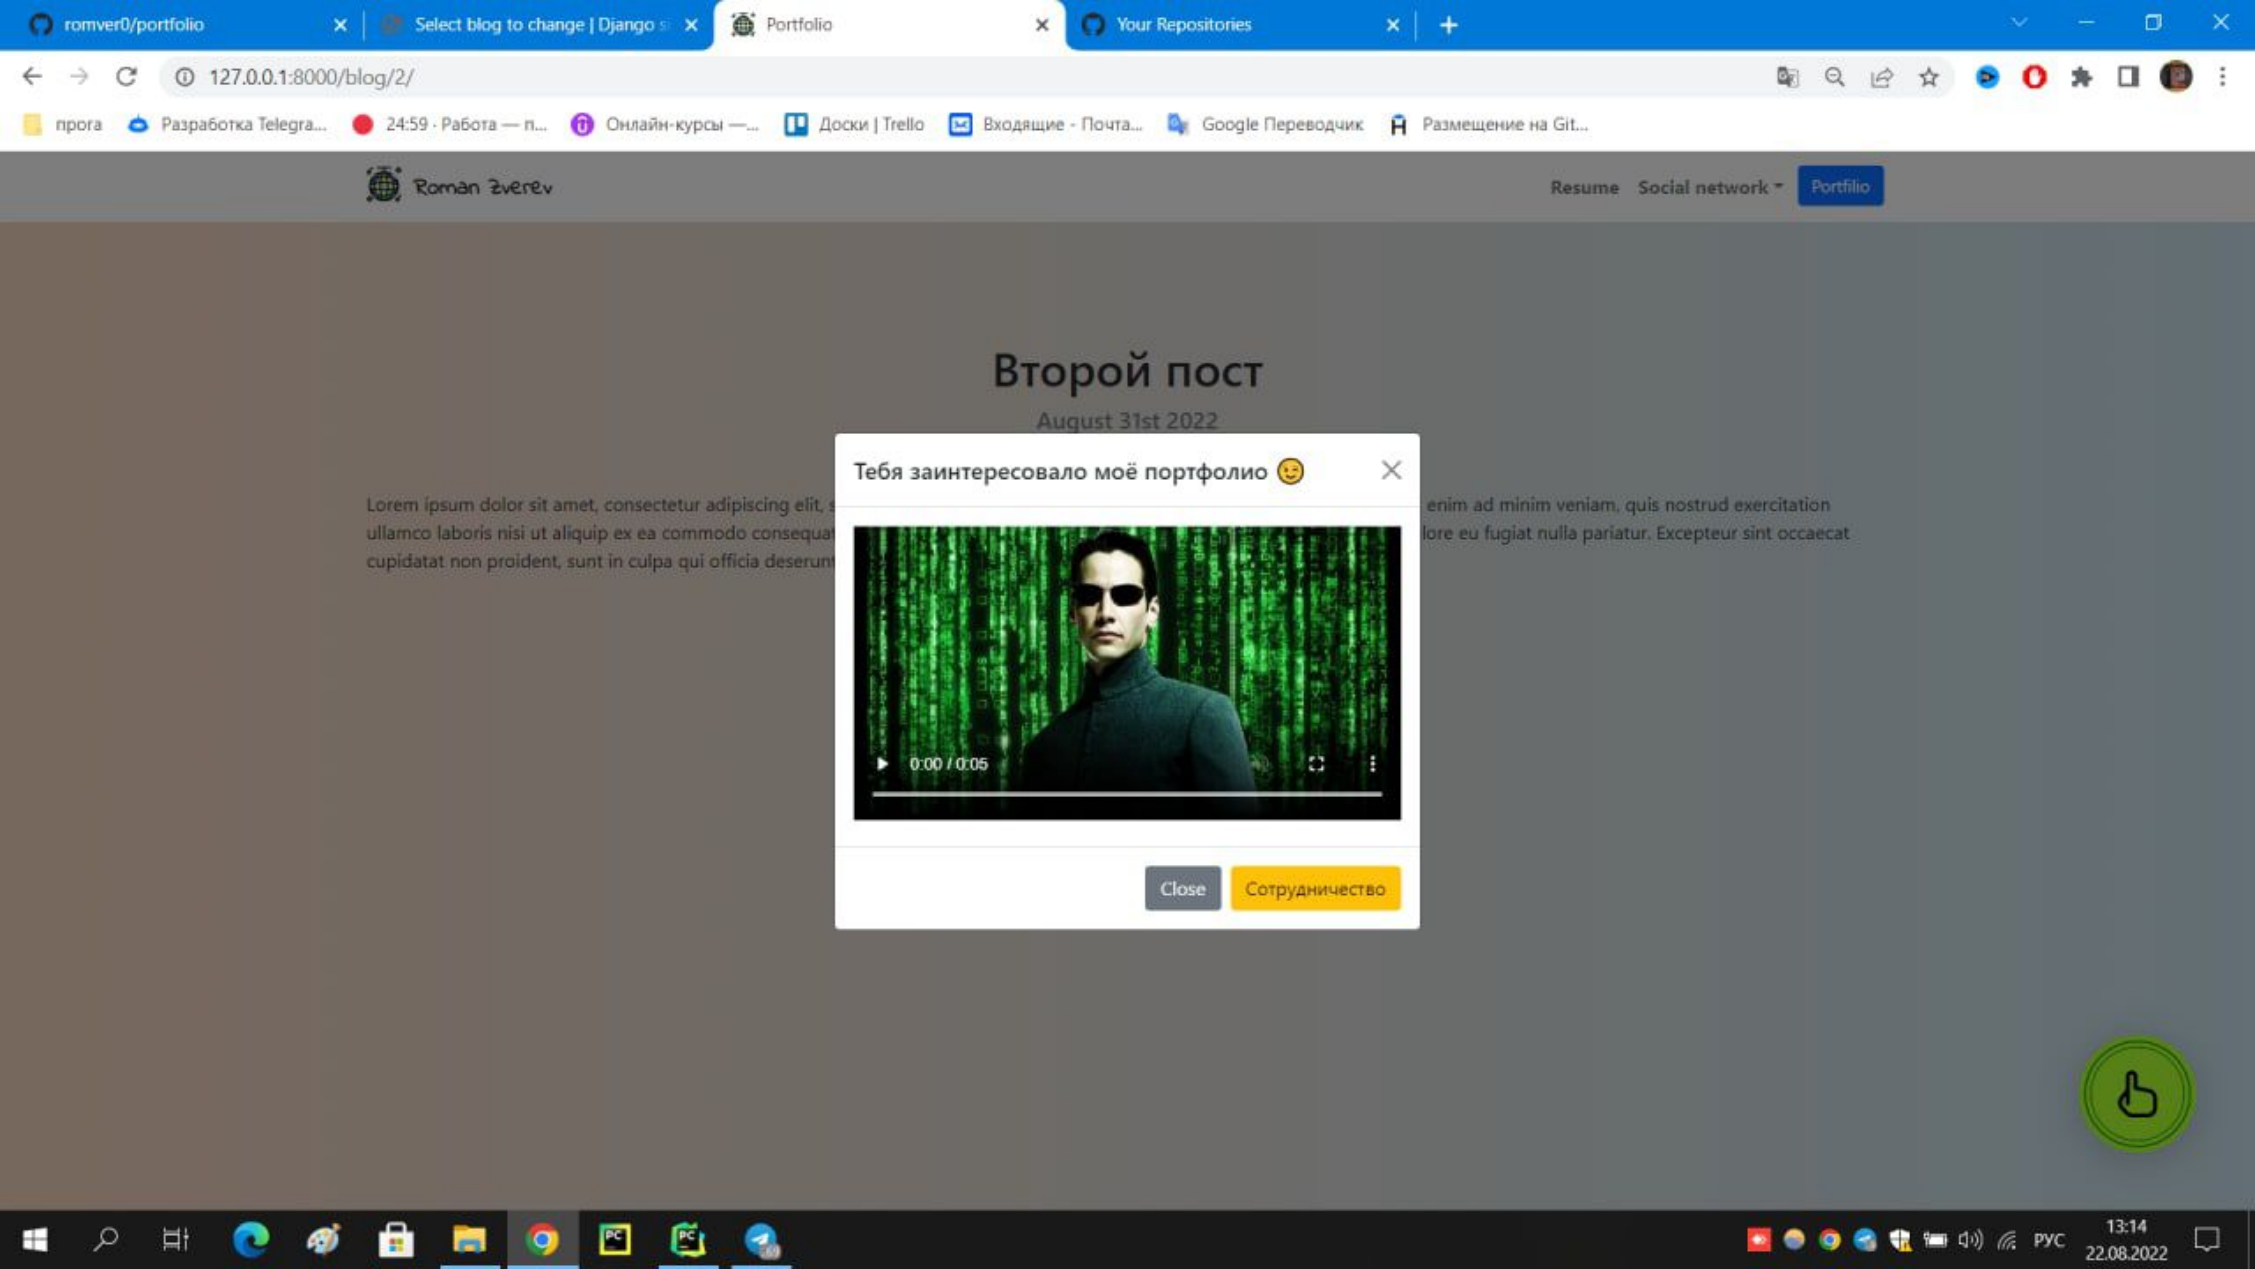 romver0/portfolio
Select blog to change | Django s
Portfolio
Your Repositories
127.0.0.1:8000/blog/2/
прога
Разработка Telegra...
24:59 · Работа — п...
Онлайн-курсы —...
Доски | Trello
Входящие - Почта...
Google Переводчик
Размещение на Git...
Roman Zverev
Resume
Social network
Portfilio
Второй пост
August 31st 2022
Тебя заинтересовало моё портфолио 😉
Lorem ipsum dolor sit amet, consectetur adipiscing elit, s
enim ad minim veniam, quis nostrud exercitation
ullamco laboris nisi ut aliquip ex ea commodo consequat
lore eu fugiat nulla pariatur. Excepteur sint occaecat
cupidatat non proident, sunt in culpa qui officia deserunt
0:00 / 0:05
Close
Сотрудничество
PC
PC
69
РУС
13:14
22.08.2022